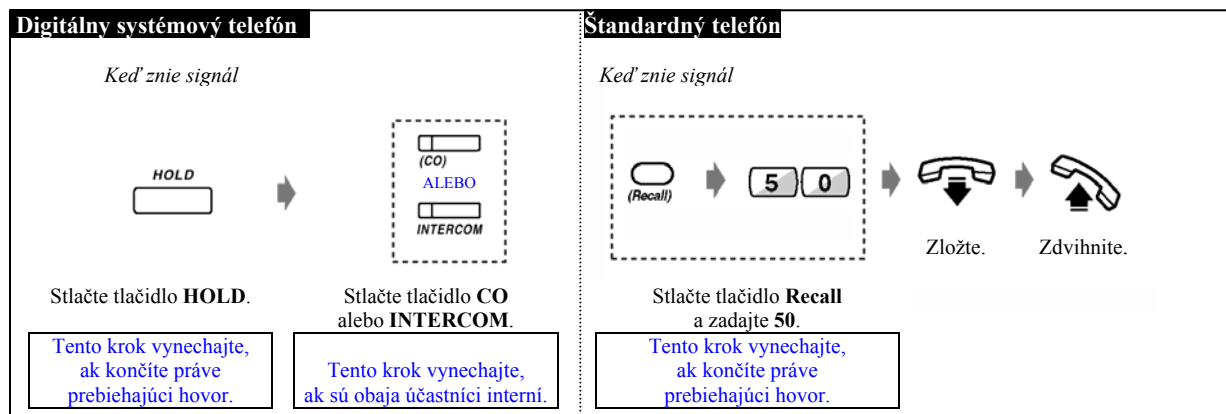 Digitálny systémový telefón
Keď znie signál
HOLD
(CO)
ALEBO
INTERCOM
Stlačte tlačidlo HOLD.
Stlačte tlačidlo CO
alebo INTERCOM.
Tento krok vynechajte,
ak končíte práve
prebiehajúci hovor.
Tento krok vynechajte,
ak sú obaja účastníci interní.
Štandardný telefón
Keď znie signál
(Recall)
5 0
Zložte.
Zdvihnite.
Stlačte tlačidlo Recall
a zadajte 50.
Tento krok vynechajte,
ak končíte práve
prebiehajúci hovor.